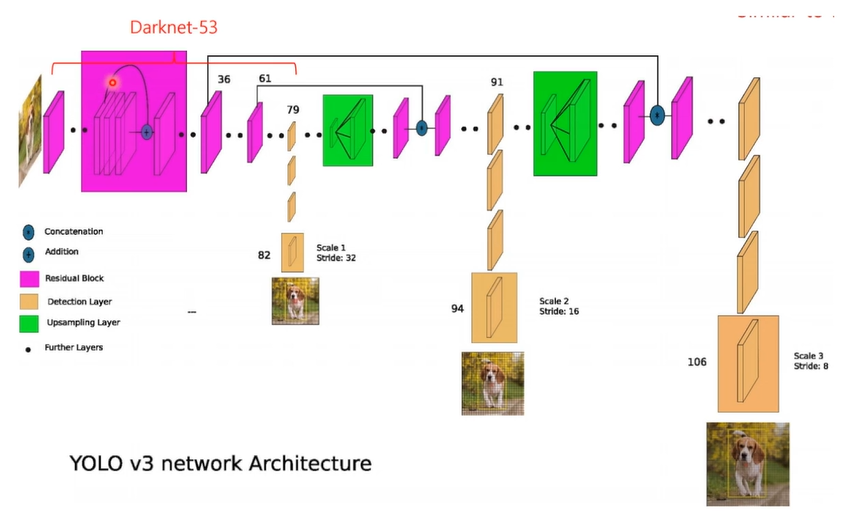 Darknet-53
36
61
79
91
82
Scale 1
Stride: 32
94
Scale 2
Stride: 16
106
Scale 3
Stride: 8
Concatenation
Addition
Residual Block
Detection Layer
Upsampling Layer
Further Layers
YOLO v3 network Architecture